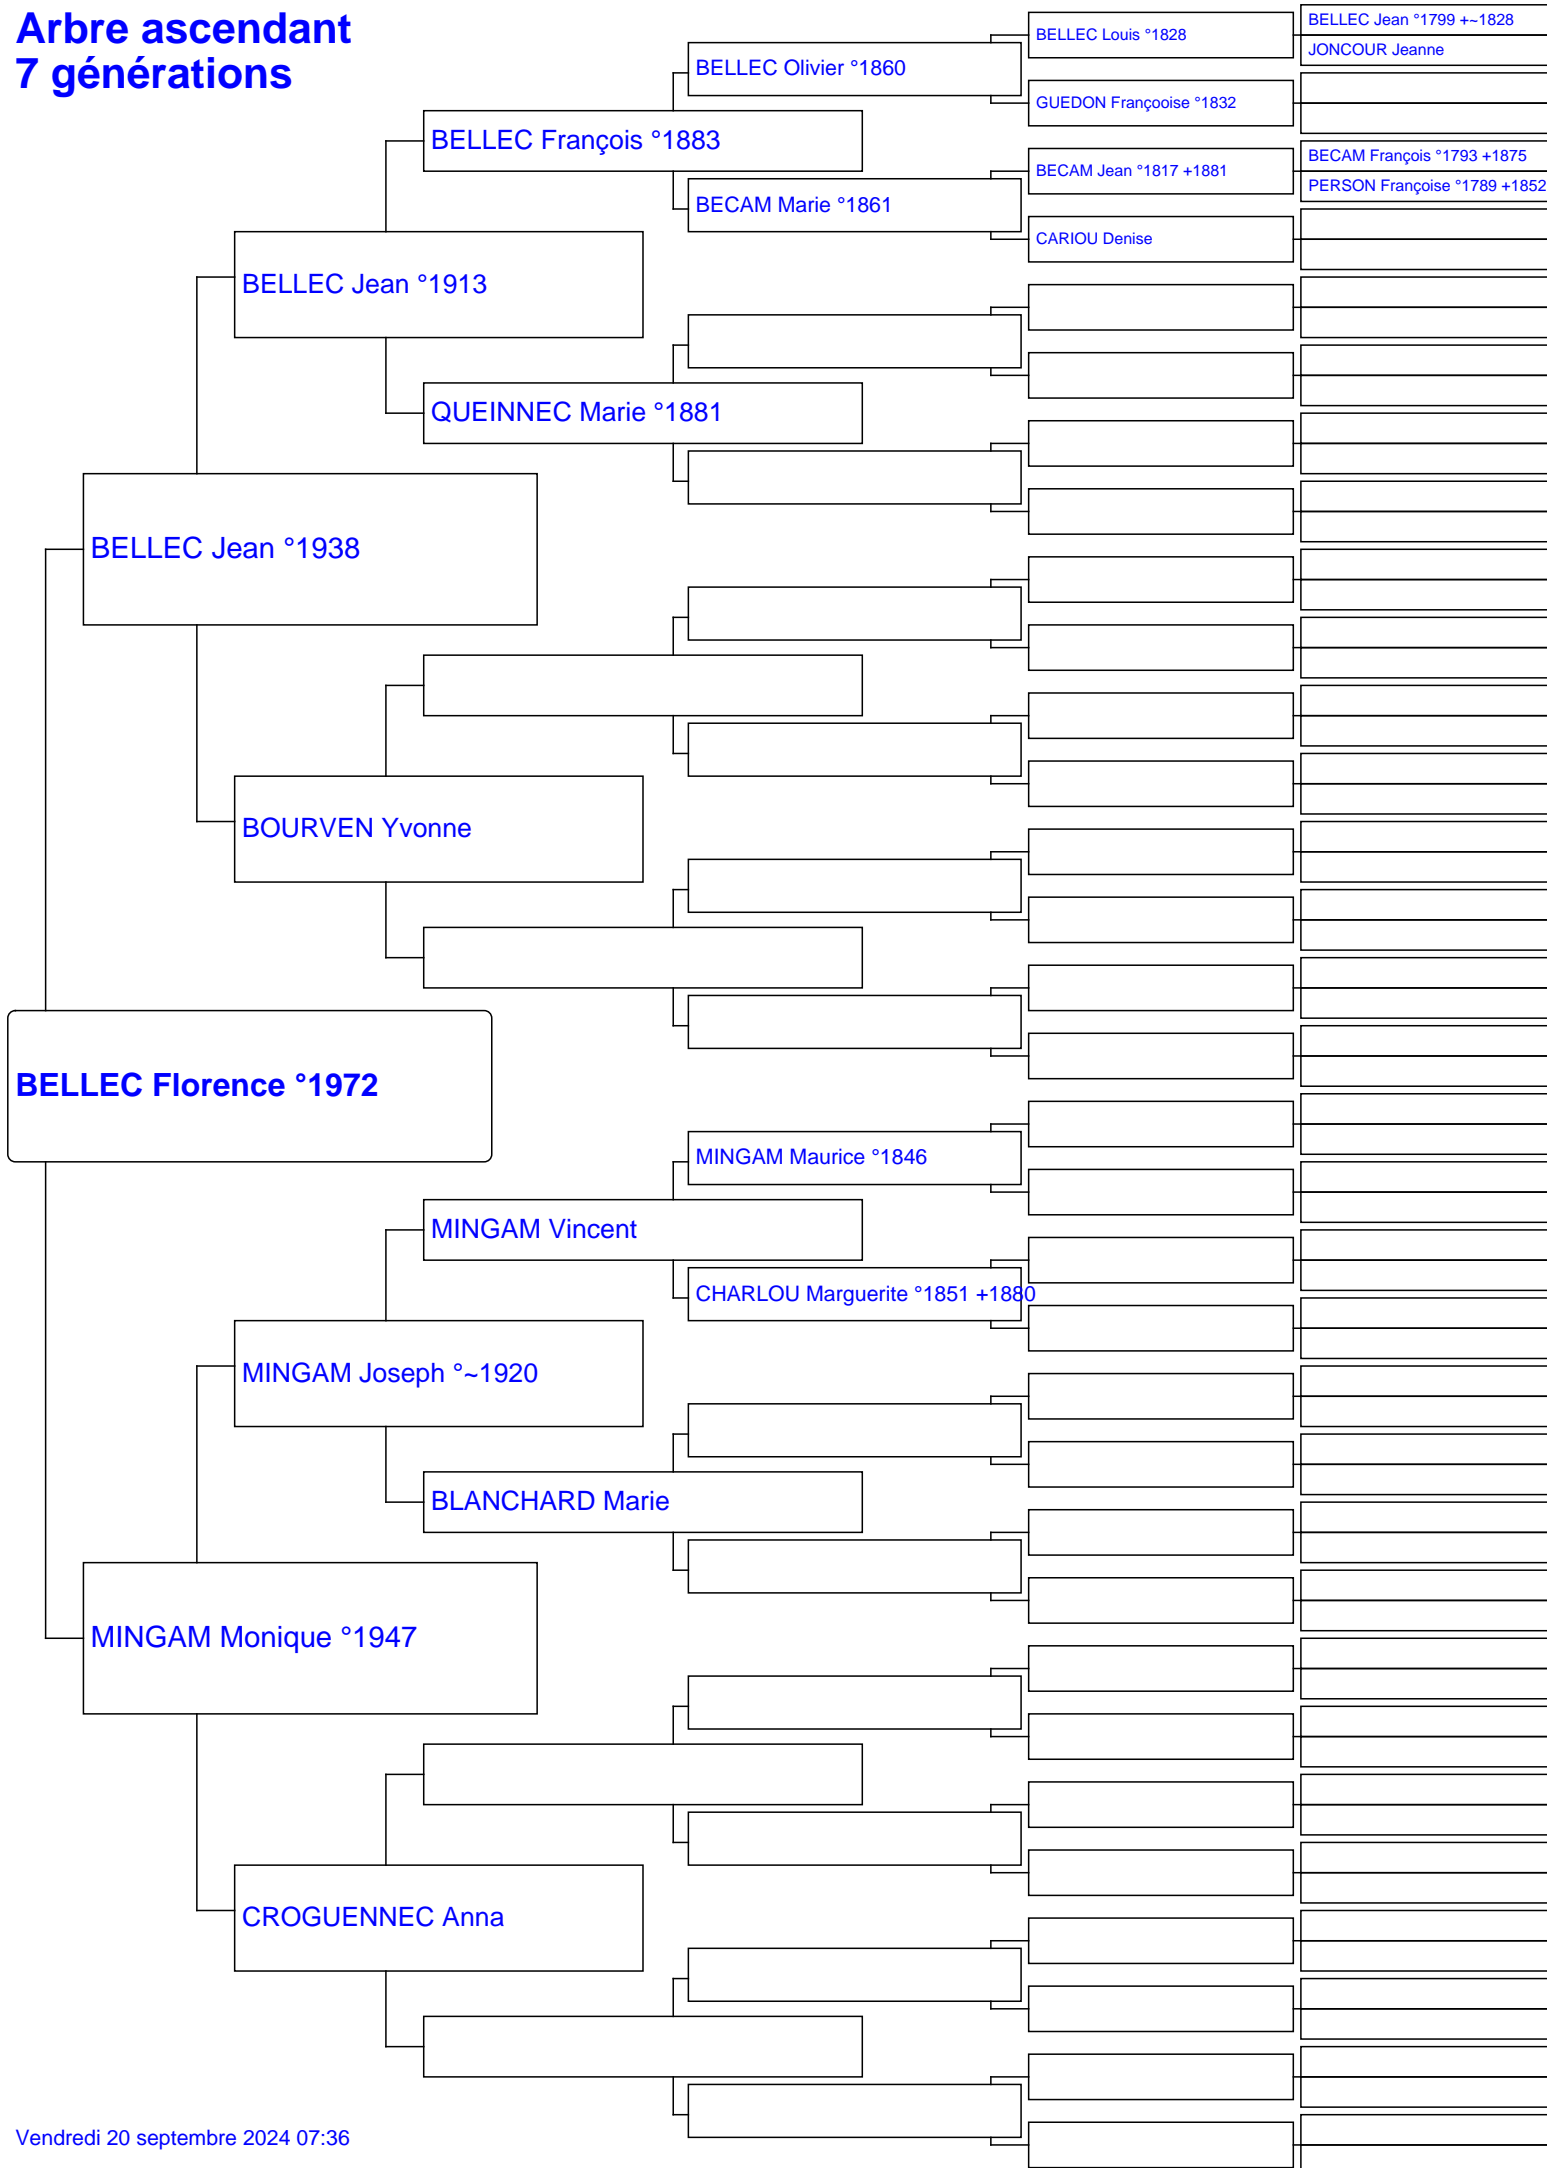 Arbre ascendant
7 générations
BELLEC Jean °1799 +~1828
JONCOUR Jeanne
BELLEC Louis °1828
BELLEC Olivier °1860
GUEDON Françooise °1832
BELLEC François °1883
BECAM François °1793 +1875
PERSON Françoise °1789 +1852
BECAM Jean °1817 +1881
BECAM Marie °1861
CARIOU Denise
BELLEC Jean °1913
QUEINNEC Marie °1881
BELLEC Jean °1938
BOURVEN Yvonne
BELLEC Florence °1972
MINGAM Maurice °1846
MINGAM Vincent
CHARLOU Marguerite °1851 +1880
MINGAM Joseph °~1920
BLANCHARD Marie
MINGAM Monique °1947
CROGUENNEC Anna
Vendredi 20 septembre 2024 07:36